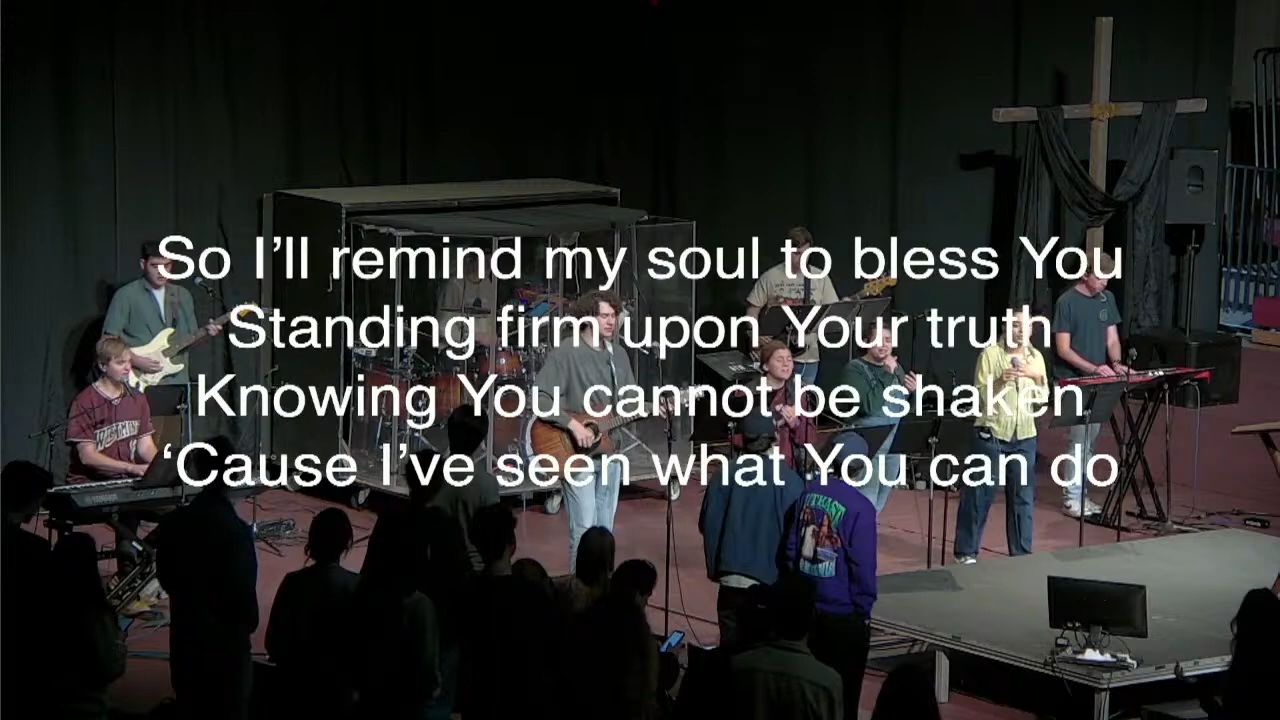 So I’ll remind my soul to bless You
Standing firm upon Your truth
Knowing You cannot be shaken
‘Cause I’ve seen what You can do
OUTKAST